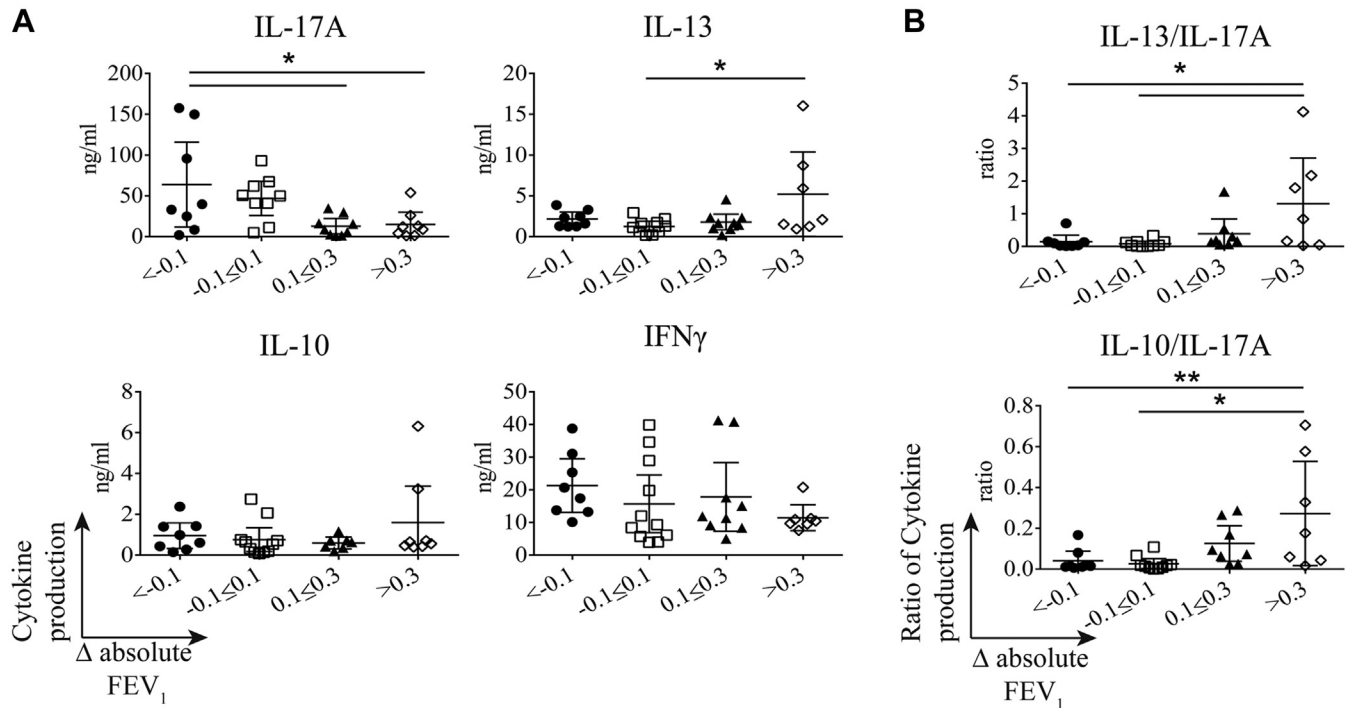 A
IL-17A
*
200
150
100
50
0
ng/ml
<-0.1
-0.1≤0.1
0.1≤0.3
>0.3
IL-13
*
20
15
10
5
0
ng/ml
<-0.1
-0.1≤0.1
0.1≤0.3
>0.3
IL-10
8
6
4
2
0
ng/ml
<-0.1
-0.1≤0.1
0.1≤0.3
>0.3
IFNγ
50
40
30
20
10
0
ng/ml
<-0.1
-0.1≤0.1
0.1≤0.3
>0.3
Cytokine
production
Δ absolute
FEV₁
B
IL-13/IL-17A
*
5
4
3
2
1
0
ratio
<-0.1
-0.1≤0.1
0.1≤0.3
>0.3
IL-10/IL-17A
**
*
0.8
0.6
0.4
0.2
0.0
ratio
<-0.1
-0.1≤0.1
0.1≤0.3
>0.3
Ratio of Cytokine
production
Δ absolute
FEV₁